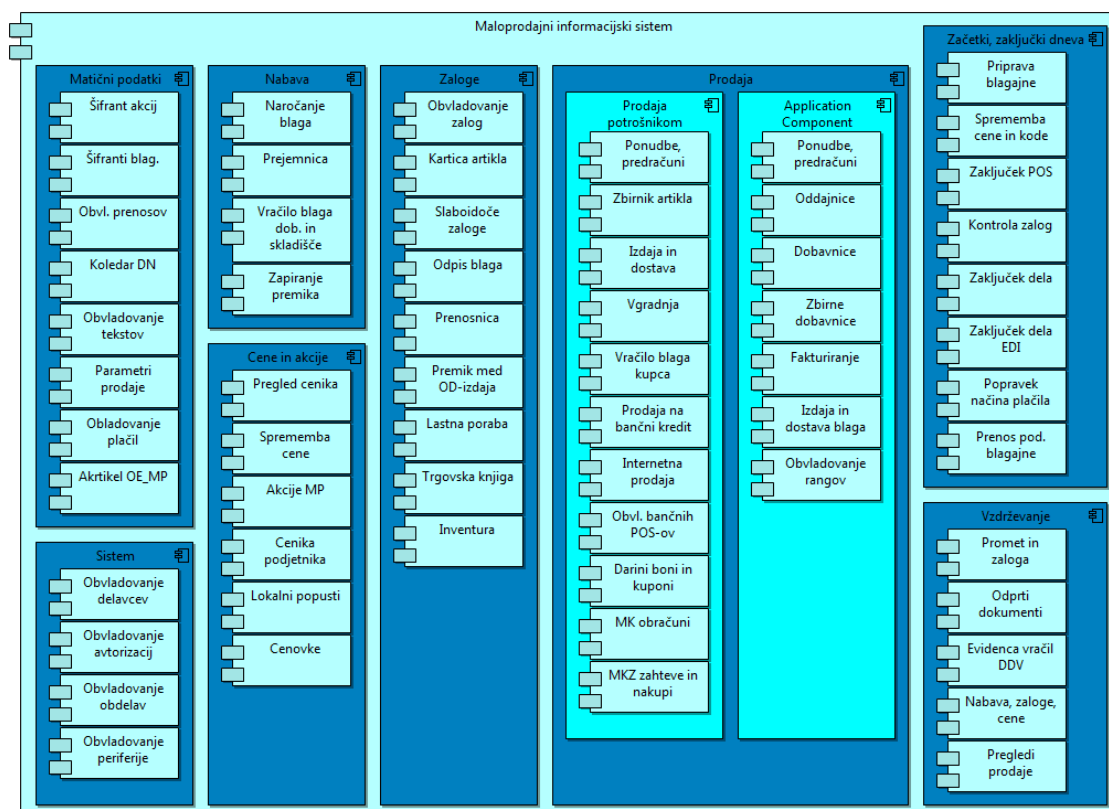 Maloprodajni informacijski sistem
Matični podatki
Šifrant akcij
Šifranti blag.
Obvl. prenosov
Koledar DN
Obvladovanje
tekstov
Parametri
prodaje
Obladovanje
plačil
Akrtikel OE_MP
Sistem
Obvladovanje
delavcev
Obvladovanje
avtorizacij
Obvladovanje
obdelav
Obvladovanje
periferije
Nabava
Naročanje
blaga
Prejemnica
Vračilo blaga
dob. in
skladišče
Zapiranje
premika
Cene in akcije
Pregled cenika
Sprememba
cene
Akcije MP
Cenika
podjetnika
Lokalni popusti
Cenovke
Zaloge
Obvladovanje
zalog
Kartica artikla
Slaboidoče
zaloge
Odpis blaga
Prenosnica
Premik med
OD-izdaja
Lastna poraba
Trgovska knjiga
Inventura
Prodaja
Prodaja
potrošnikom
Ponudbe,
predračuni
Zbirnik artikla
Izdaja in
dostava
Vgradnja
Vračilo blaga
kupca
Prodaja na
bančni kredit
Internetna
prodaja
Obvl. bančnih
POS-ov
Darini boni in
kuponi
MK obračuni
MKZ zahteve in
nakupi
Application
Component
Ponudbe,
predračuni
Oddajnice
Dobavnice
Zbirne
dobavnice
Fakturiranje
Izdaja in
dostava blaga
Obvladovanje
rangov
Začetki, zaključki dneva
Priprava
blagajne
Sprememba
cene in kode
Zaključek POS
Kontrola zalog
Zaključek dela
Zaključek dela
EDI
Popravek
načina plačila
Prenos pod.
blagajne
Vzdrževanje
Promet in
zaloga
Odprti
dokumenti
Evidenca vračil
DDV
Nabava, zaloge,
cene
Pregledi
prodaje